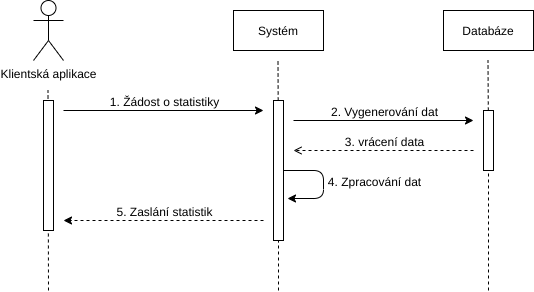 Systém
Databáze
Klientská aplikace
1. Žádost o statistiky
2. Vygenerování dat
3. vrácení data
4. Zpracování dat
5. Zaslání statistik